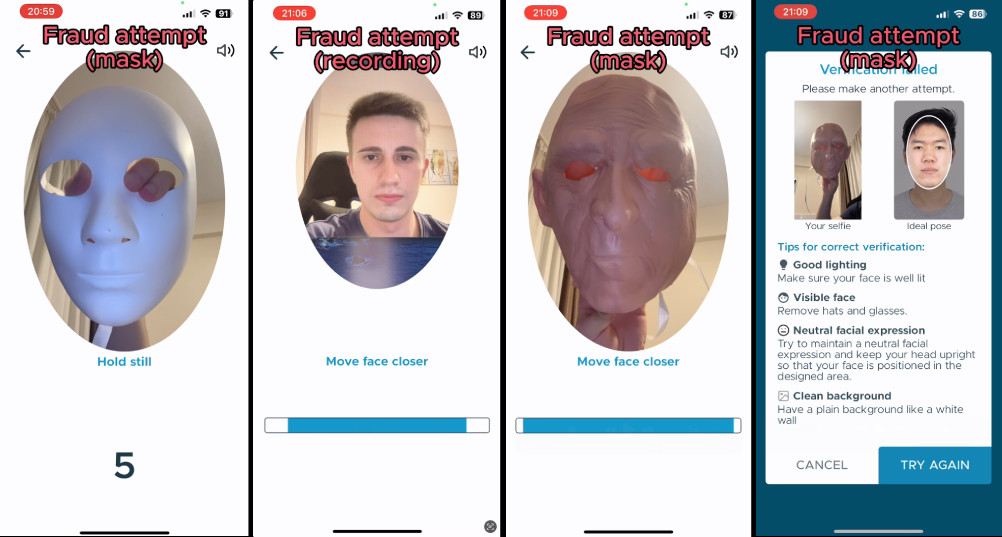 20:59
91
Fraud attempt
(mask)
Hold still
5
21:06
89
Fraud attempt
(recording)
Move face closer
21:09
87
Fraud attempt
(mask)
Move face closer
21:09
86
Fraud attempt
(mask)
Verification failed
Please make another attempt.
Your selfie
Ideal pose
Tips for correct verification:
Good lighting
Make sure your face is well lit
Visible face
Remove hats and glasses.
Neutral facial expression
Try to maintain a neutral facial
expression and keep your head upright
so that your face is positioned in the
designed area.
Clean background
Have a plain background like a white
wall
CANCEL
TRY AGAIN